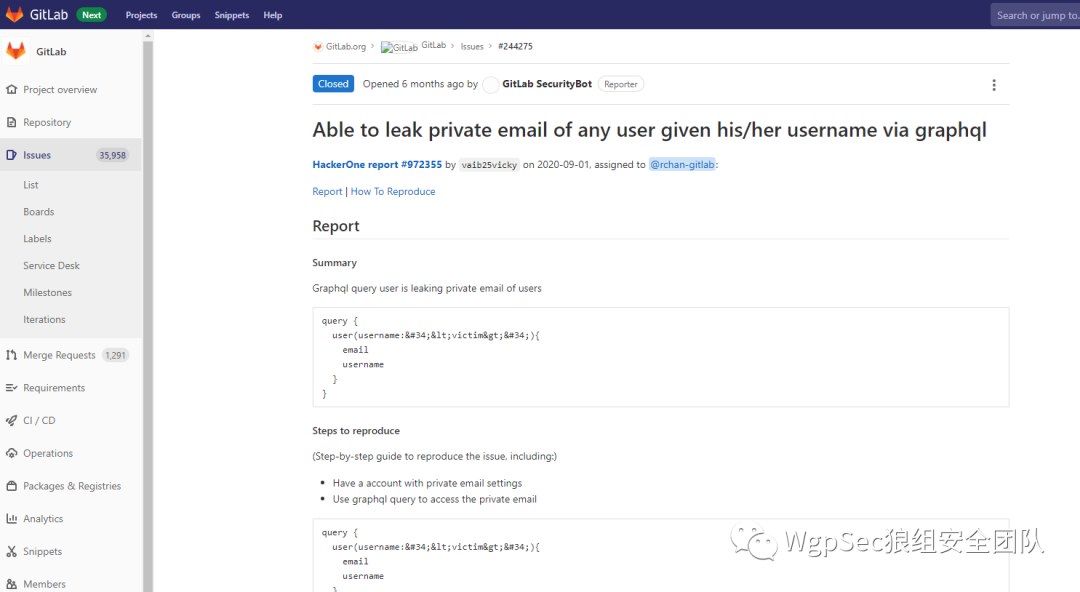 GitLab Next Projects Groups Snippets Help Search or jump to...
GitLab
Project overview
Repository
Issues 35,958
List
Boards
Labels
Service Desk
Milestones
Iterations
Merge Requests 1,291
Requirements
CI / CD
Operations
Packages & Registries
Analytics
Snippets
Members
GitLab.org › GitLab GitLab › Issues › #244275
Closed Opened 6 months ago by GitLab SecurityBot Reporter
Able to leak private email of any user given his/her username via graphql
HackerOne report #972355 by vaib25vicky on 2020-09-01, assigned to @rchan-gitlab:
Report | How To Reproduce
Report
Summary
Graphql query user is leaking private email of users
query {
user(username:&#34;&lt;victim&gt;&#34;){
email
username
}
}
Steps to reproduce
(Step-by-step guide to reproduce the issue, including:)
• Have a account with private email settings
• Use graphql query to access the private email
query {
user(username:&#34;&lt;victim&gt;&#34;){
email
username
}
WgpSec狼组安全团队